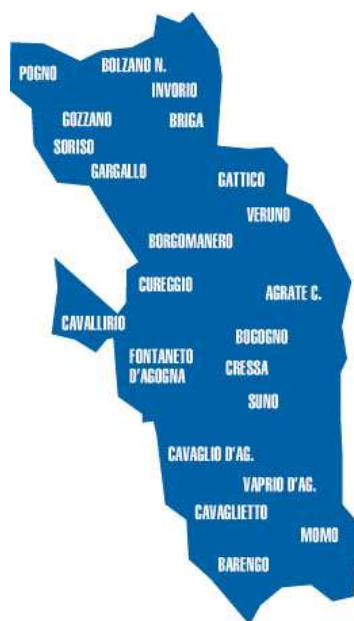 BOLZANO N.
POGNO
INVORIO
GOZZANO
BRIGA
SORISO
GARGALLO
GATTICO
VERUNO
BORGOMANERO
CUREGGIO
AGRATE C.
CAVALLIRIO
BOGOGNO
FONTANETO
D'AGOGNA
CRESSA
SUNO
CAVAGLIO D'AG.
VAPRIO D'AG.
CAVAGLIETTO
MOMO
BARENGO